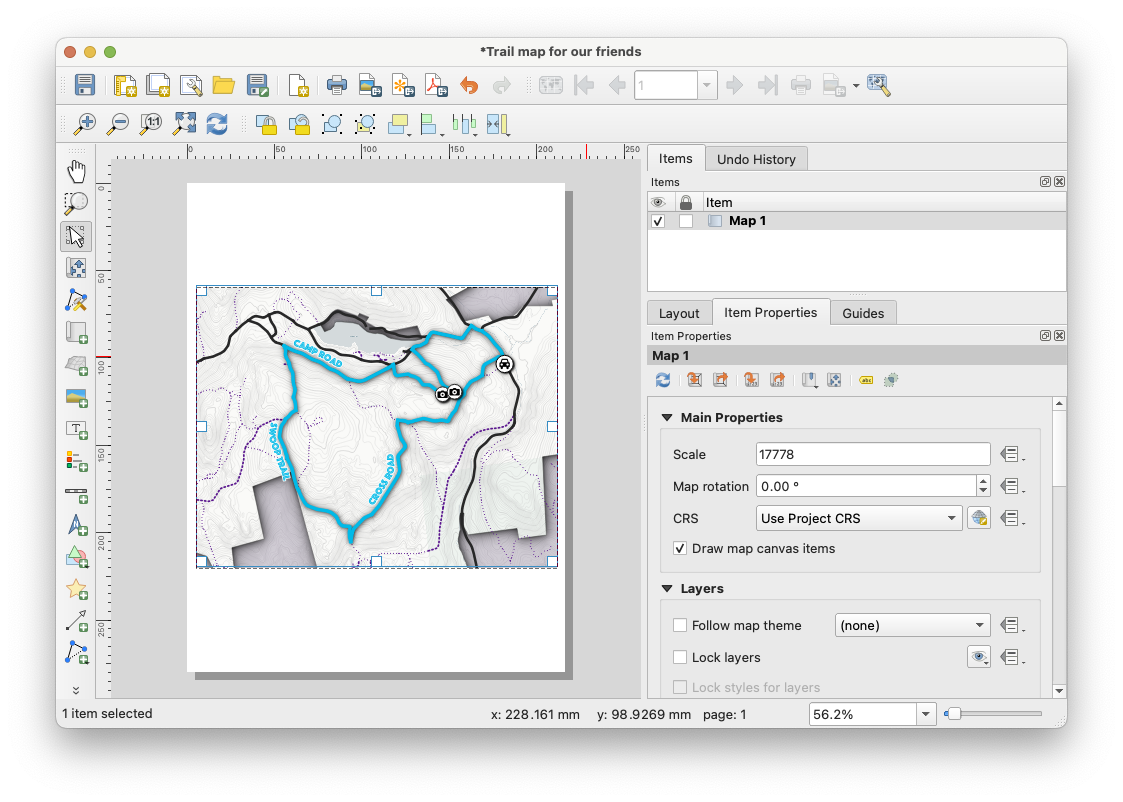 *Trail map for our friends
1
1:1
0 50 100 150 200 250
0
50
100
150
200
250
CAMP ROAD
SWOOP TRAIL
CROSS ROAD
Items Undo History
Items
Item
Map 1
Layout Item Properties Guides
Item Properties
Map 1
abc
Main Properties
Scale 17778
Map rotation 0.00 °
CRS Use Project CRS
Draw map canvas items
Layers
Follow map theme (none)
Lock layers
Lock styles for layers
1 item selected x: 228.161 mm y: 98.9269 mm page: 1 56.2%